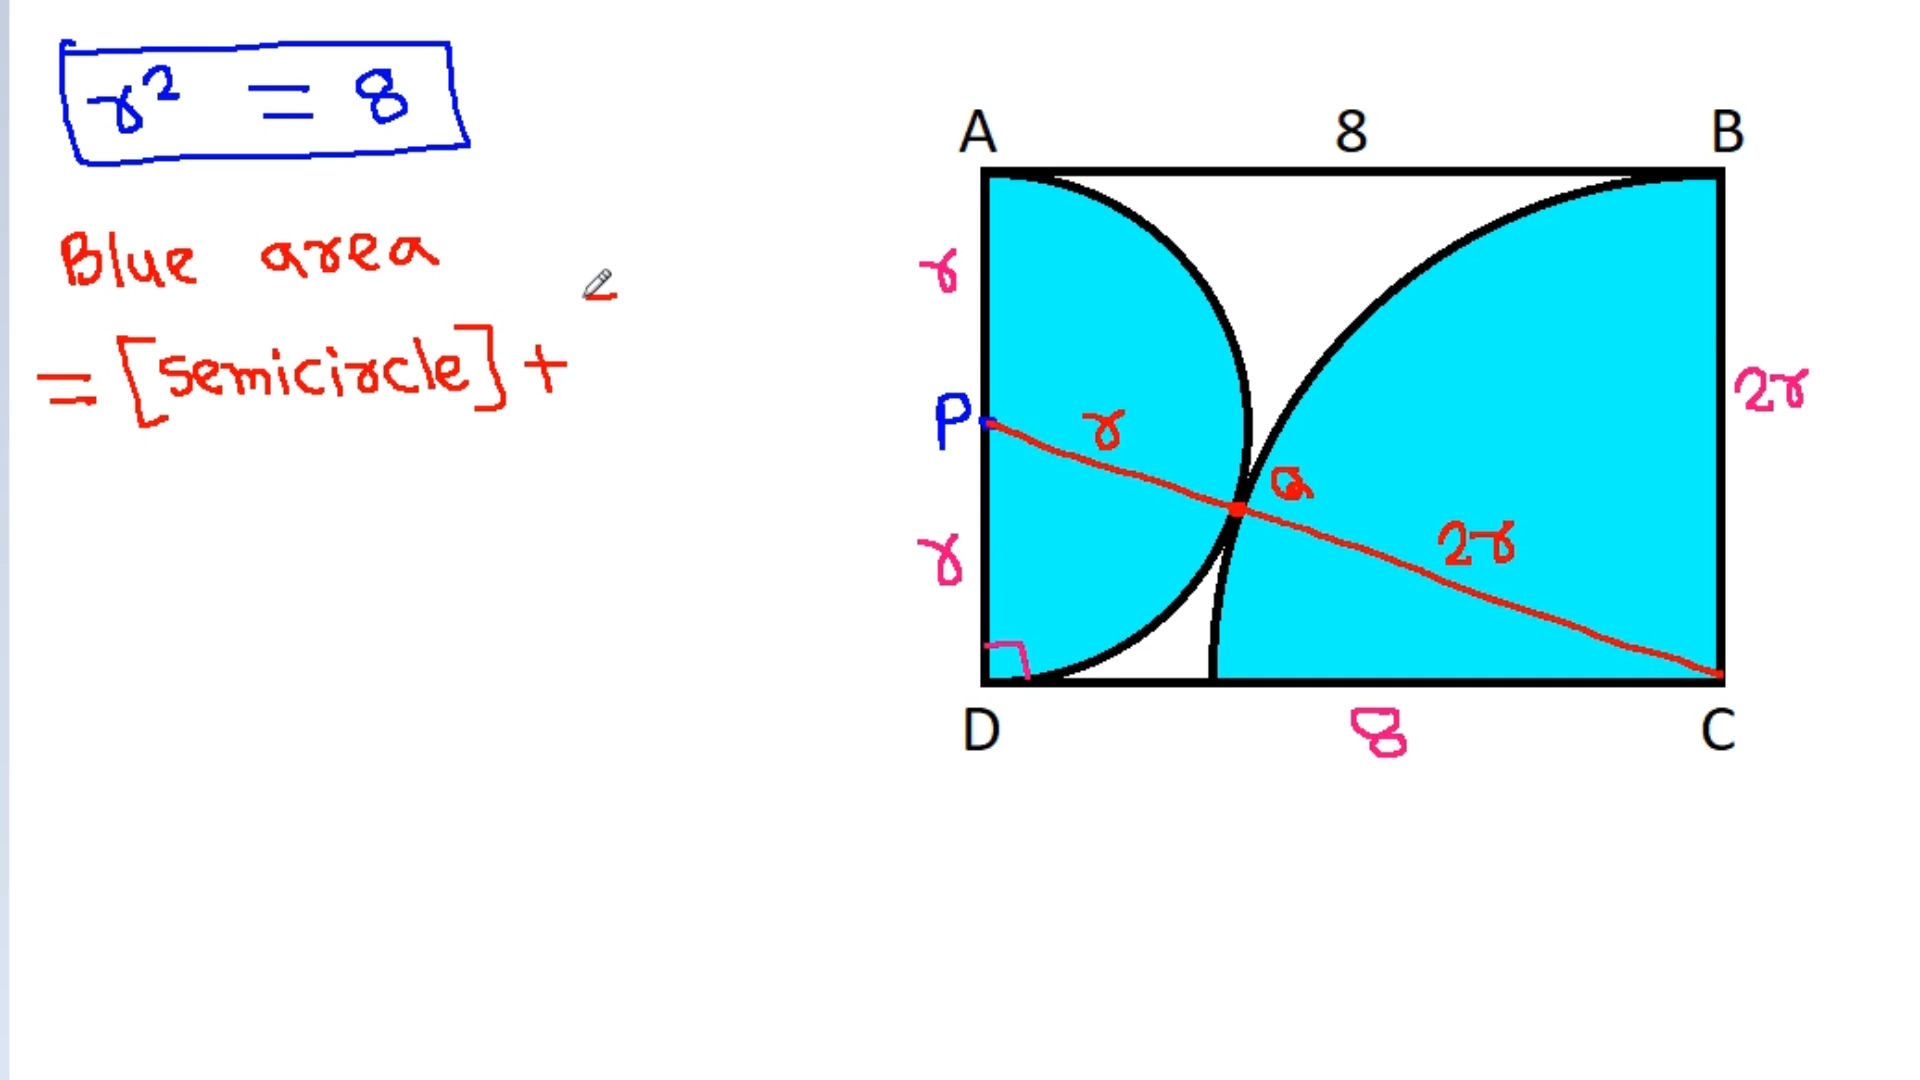 r² = 8
Blue area
= [semicircle] +
A 8 B
r
2r
P r
Q
r 2r
D 8 C